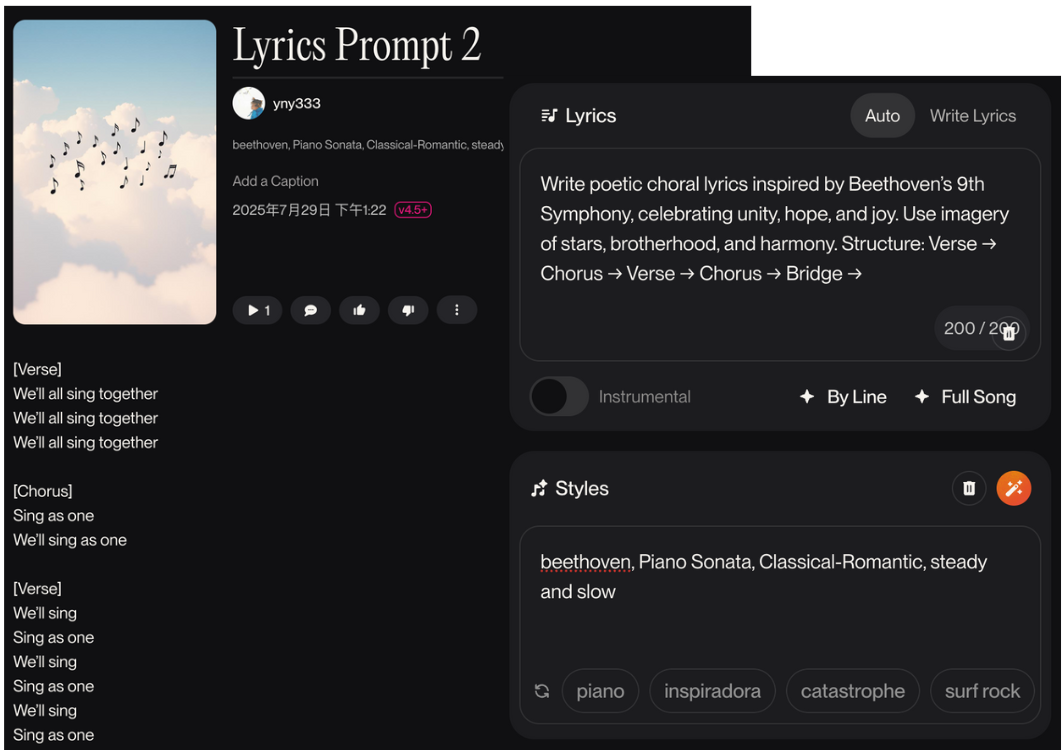 Lyrics Prompt 2
yny333
beethoven, Piano Sonata, Classical-Romantic, steady
Add a Caption
2025年7月29日 下午1:22 v4.5+
1
[Verse]
We'll all sing together
We'll all sing together
We'll all sing together
[Chorus]
Sing as one
We'll sing as one
[Verse]
We'll sing
Sing as one
We'll sing
Sing as one
We'll sing
Sing as one
Lyrics
Auto
Write Lyrics
Write poetic choral lyrics inspired by Beethoven's 9th
Symphony, celebrating unity, hope, and joy. Use imagery
of stars, brotherhood, and harmony. Structure: Verse →
Chorus → Verse → Chorus → Bridge →
200 / 200
Instrumental
By Line
Full Song
Styles
beethoven, Piano Sonata, Classical-Romantic, steady
and slow
piano
inspiradora
catastrophe
surf rock